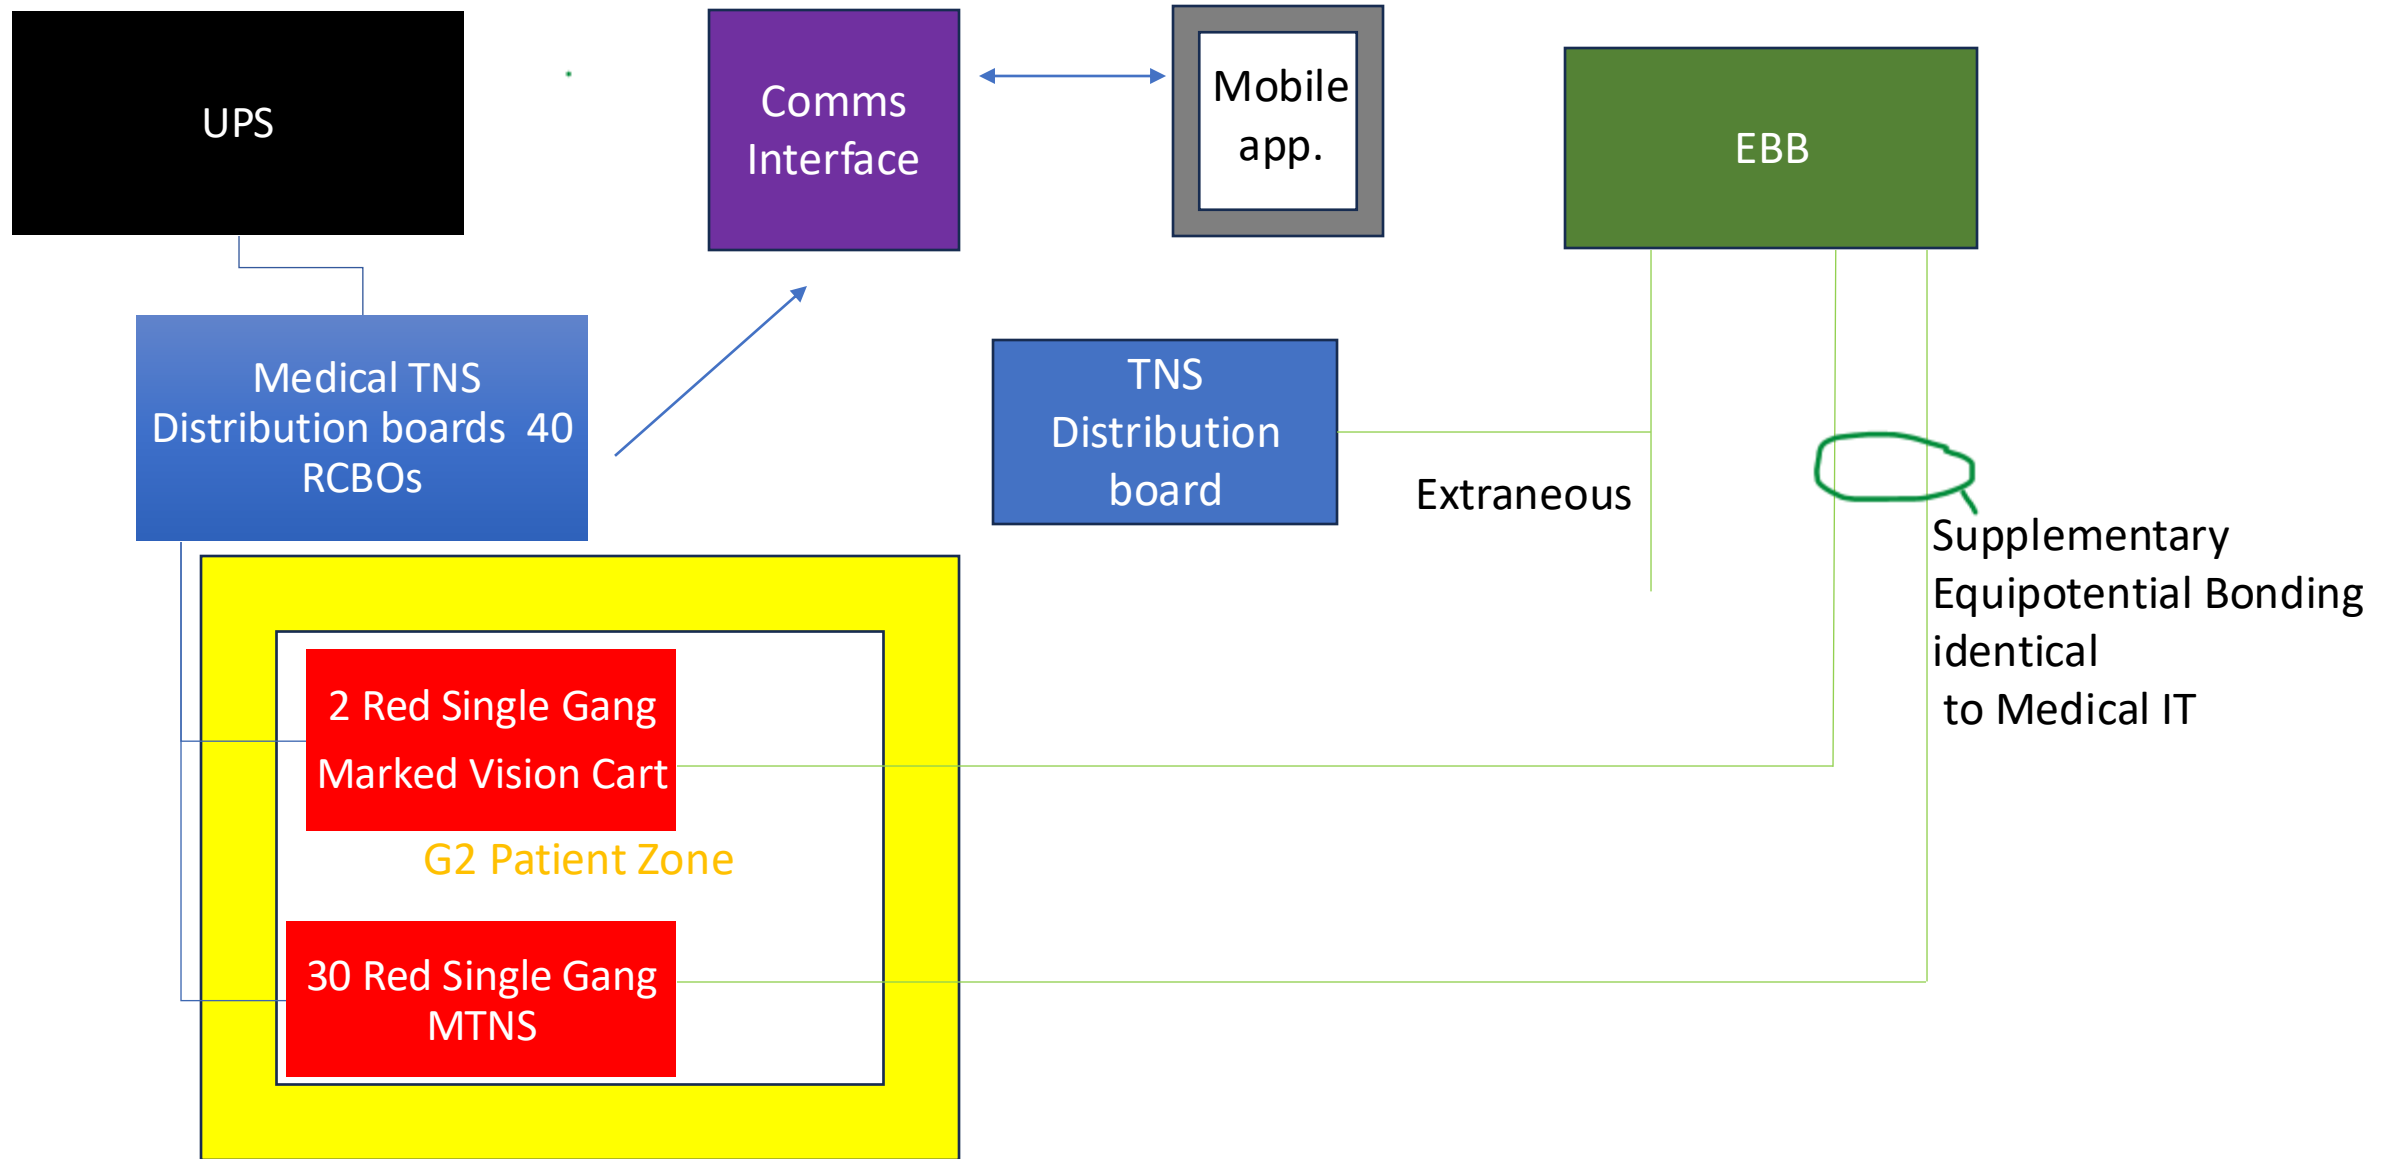 UPS
Comms
Interface
Mobile
app.
EBB
Medical TNS
Distribution boards 40
RCBOs
TNS
Distribution
board
Extraneous
Supplementary
Equipotential Bonding
identical
to Medical IT
2 Red Single Gang
Marked Vision Cart
G2 Patient Zone
30 Red Single Gang
MTNS